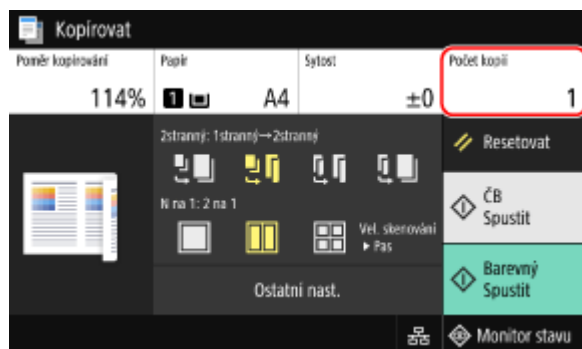 Kopírovat
Poměr kopírování
114%
Papír
1 A4
Sytost
±0
Počet kopií
1
2stranný: 1stranný→2stranný
N na 1: 2 na 1
Vel. skenování
▸ Pas
Ostatní nast.
Resetovat
ČB
Spustit
Barevný
Spustit
Monitor stavu